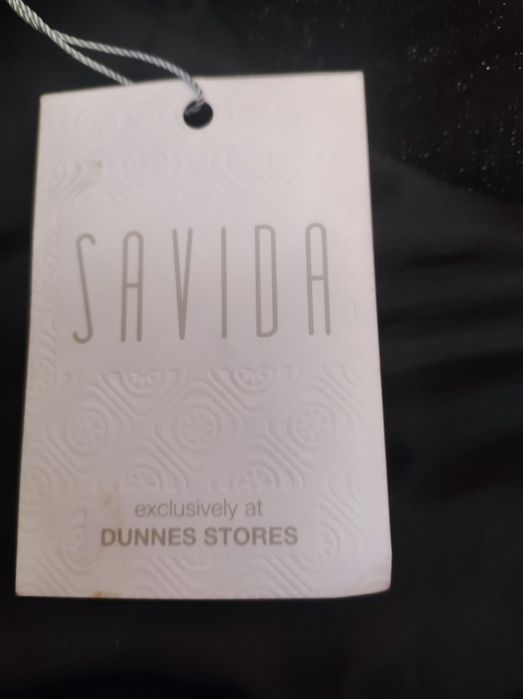 SAVIDA
exclusively at
DUNNES STORES